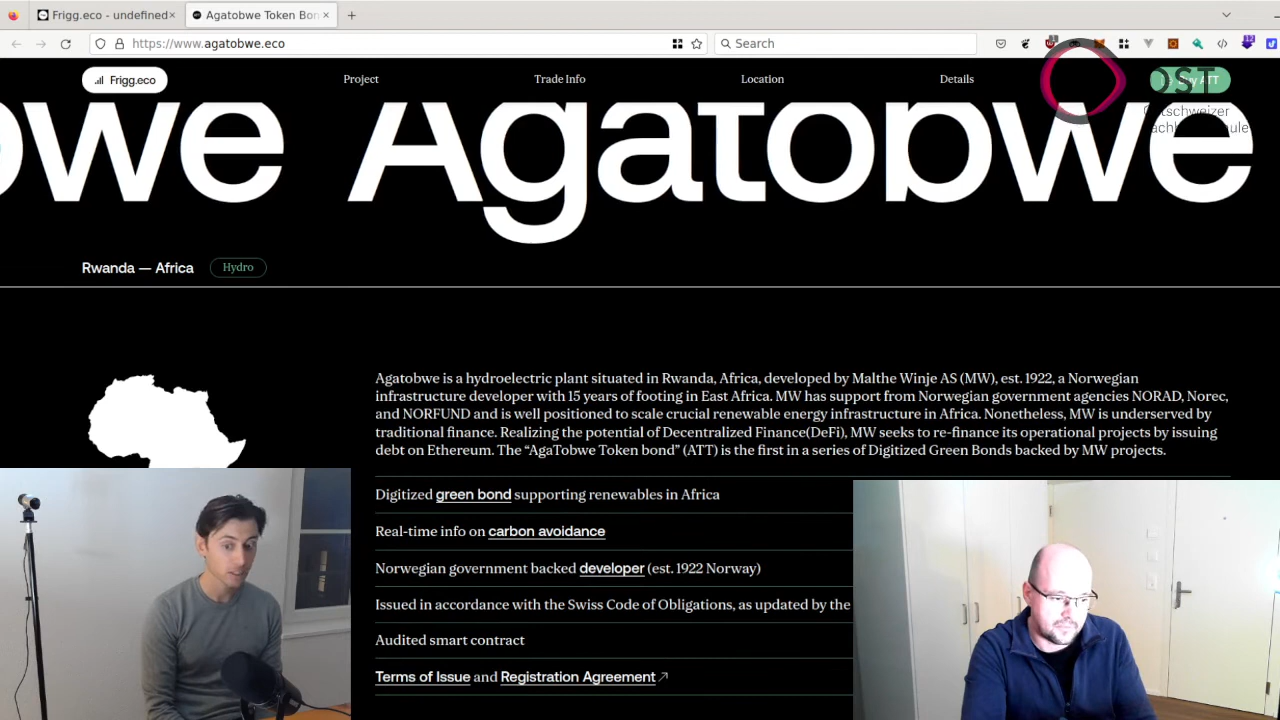 Frigg.eco - undefined
Agatobwe Token Bon
https://www.agatobwe.eco
Search
Frigg.eco
Project
Trade Info
Location
Details
OST
we Agatobwe
Rwanda — Africa
Hydro
Agatobwe is a hydroelectric plant situated in Rwanda, Africa, developed by Malthe Winje AS (MW), est. 1922, a Norwegian
infrastructure developer with 15 years of footing in East Africa. MW has support from Norwegian government agencies NORAD, Norec,
and NORFUND and is well positioned to scale crucial renewable energy infrastructure in Africa. Nonetheless, MW is underserved by
traditional finance. Realizing the potential of Decentralized Finance(DeFi), MW seeks to re-finance its operational projects by issuing
debt on Ethereum. The “AgaTobwe Token bond” (ATT) is the first in a series of Digitized Green Bonds backed by MW projects.
Digitized green bond supporting renewables in Africa
Real-time info on carbon avoidance
Norwegian government backed developer (est. 1922 Norway)
Issued in accordance with the Swiss Code of Obligations, as updated by the
Audited smart contract
Terms of Issue and Registration Agreement